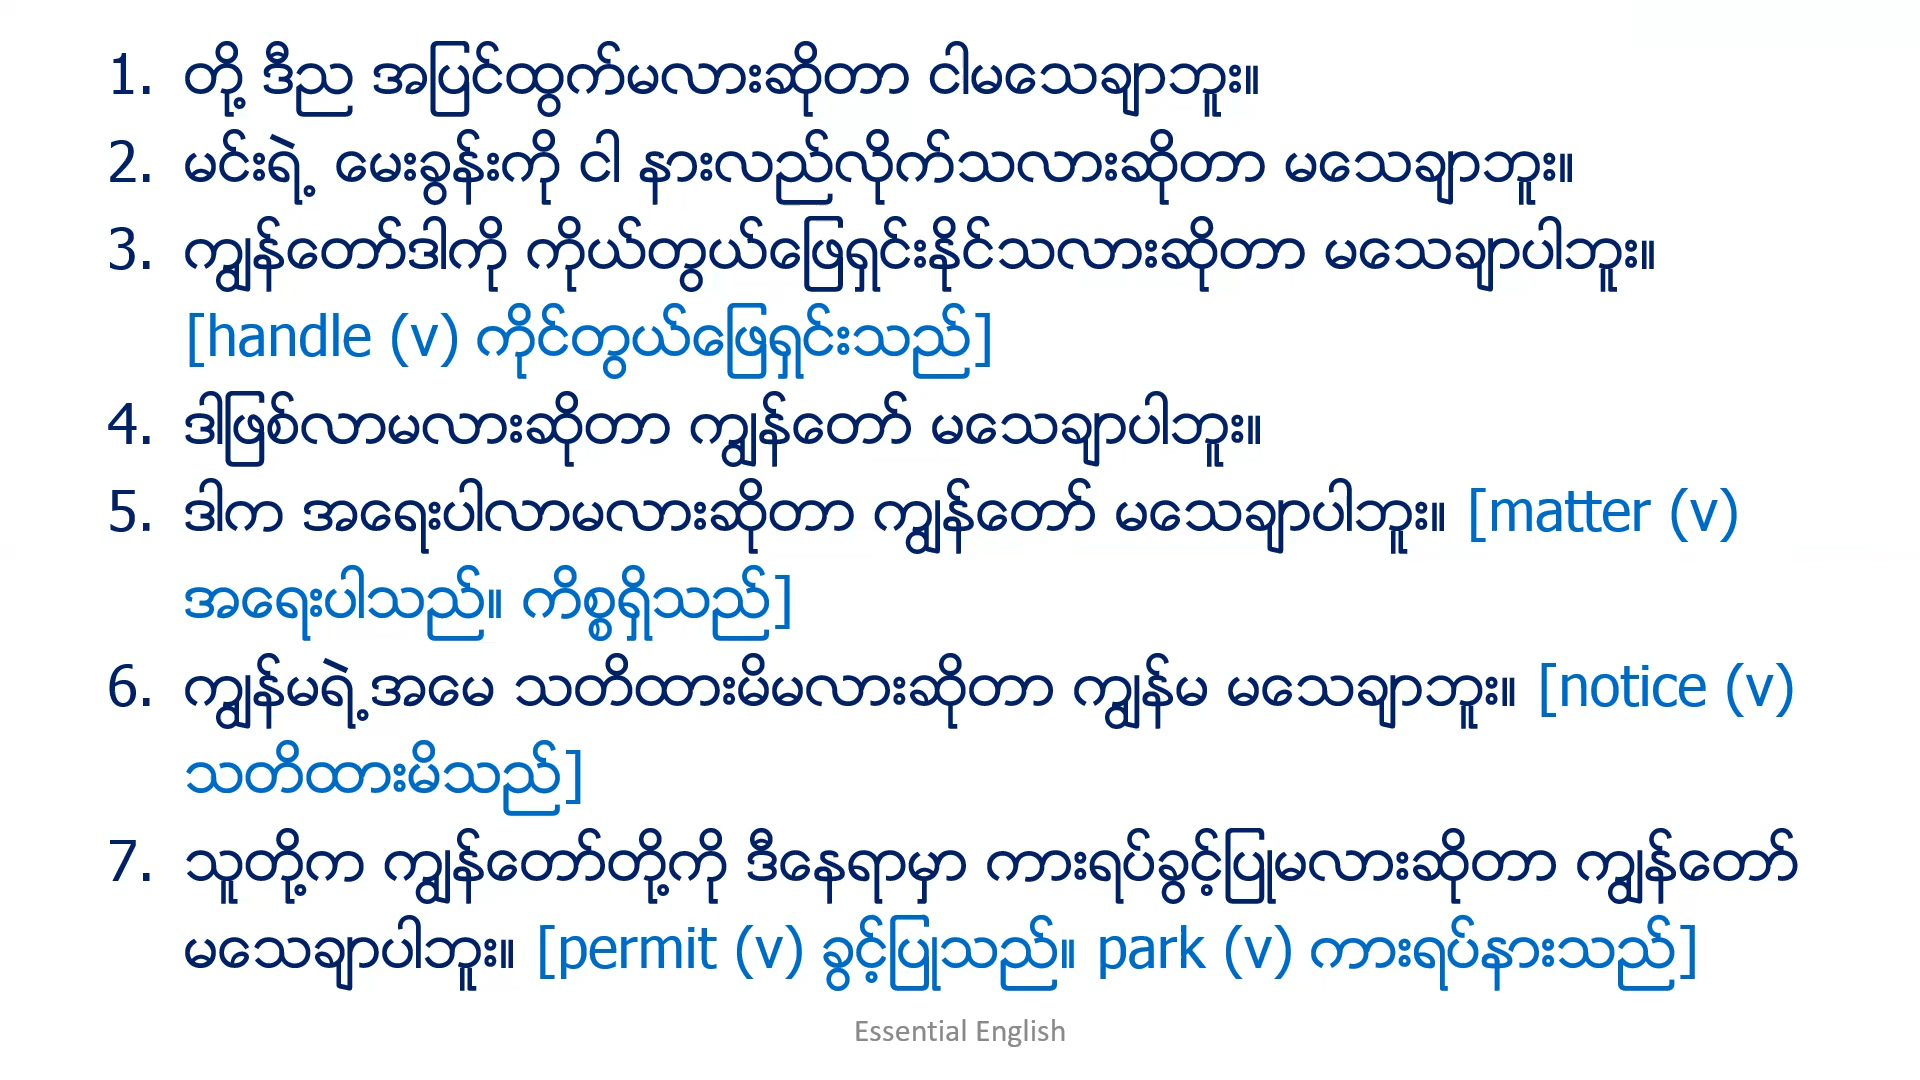 1. တို့ ဒီည အပြင်ထွက်မလားဆိုတာ ငါမသေချာဘူး။
2. မင်းရဲ့ မေးခွန်းကို ငါ နားလည်လိုက်သလားဆိုတာ မသေချာဘူး။
3. ကျွန်တော်ဒါကို ကိုယ်တွယ်ဖြေရှင်းနိုင်သလားဆိုတာ မသေချာပါဘူး။
[handle (v) ကိုင်တွယ်ဖြေရှင်းသည်]
4. ဒါဖြစ်လာမလားဆိုတာ ကျွန်တော် မသေချာပါဘူး။
5. ဒါက အရေးပါလာမလားဆိုတာ ကျွန်တော် မသေချာပါဘူး။ [matter (v)
အရေးပါသည်။ ကိစ္စရှိသည်]
6. ကျွန်မရဲ့အမေ သတိထားမိမလားဆိုတာ ကျွန်မ မသေချာဘူး။ [notice (v)
သတိထားမိသည်]
7. သူတို့က ကျွန်တော်တို့ကို ဒီနေရာမှာ ကားရပ်ခွင့်ပြုမလားဆိုတာ ကျွန်တော်
မသေချာပါဘူး။ [permit (v) ခွင့်ပြုသည်။ park (v) ကားရပ်နားသည်]
Essential English